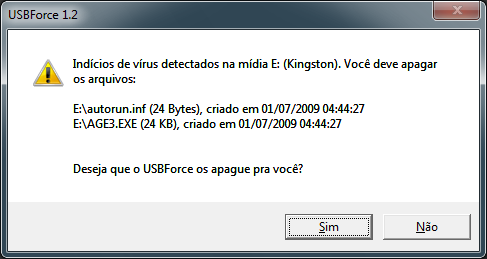 USBForce 1.2
Indícios de vírus detectados na mídia E: (Kingston). Você deve apagar
os arquivos:
E:\autorun.inf (24 Bytes), criado em 01/07/2009 04:44:27
E:\AGE3.EXE (24 KB), criado em 01/07/2009 04:44:27
Deseja que o USBForce os apague pra você?
Sim
Não